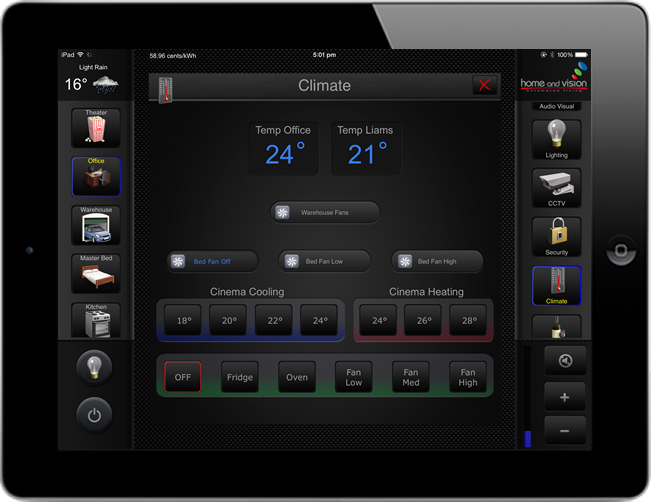 iPad 58.96 cents/kWh 5:01 pm 100%
Light Rain
16°
home and vision
automated living
Climate
Theater
Office
Warehouse
Master Bed
Kitchen
Temp Office
24°
Temp Liams
21°
Warehouse Fans
Bed Fan Off
Bed Fan Low
Bed Fan High
Cinema Cooling
18° 20° 22° 24°
Cinema Heating
24° 26° 28°
OFF
Fridge
Oven
Fan
Low
Fan
Med
Fan
High
Audio Visual
Lighting
CCTV
Security
Climate
+
−